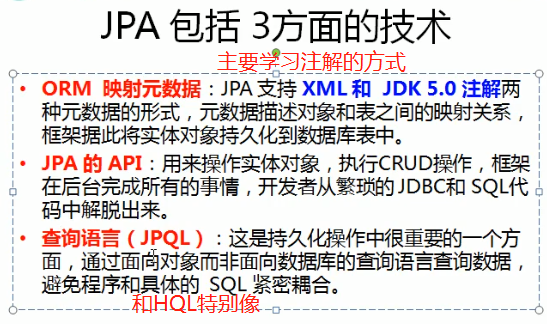 JPA 包括 3方面的技术
主要学习注解的方式
• ORM 映射元数据：JPA 支持 XML 和 JDK 5.0 注解两
种元数据的形式，元数据描述对象和表之间的映射关系，
框架据此将实体对象持久化到数据库表中。
• JPA 的 API：用来操作实体对象，执行CRUD操作，框架
在后台完成所有的事情，开发者从繁琐的 JDBC和 SQL代
码中解脱出来。
• 查询语言（JPQL）：这是持久化操作中很重要的一个方
面，通过面向对象而非面向数据库的查询语言查询数据，
避免程序和具体的 SQL 紧密耦合。
和HQL特别像